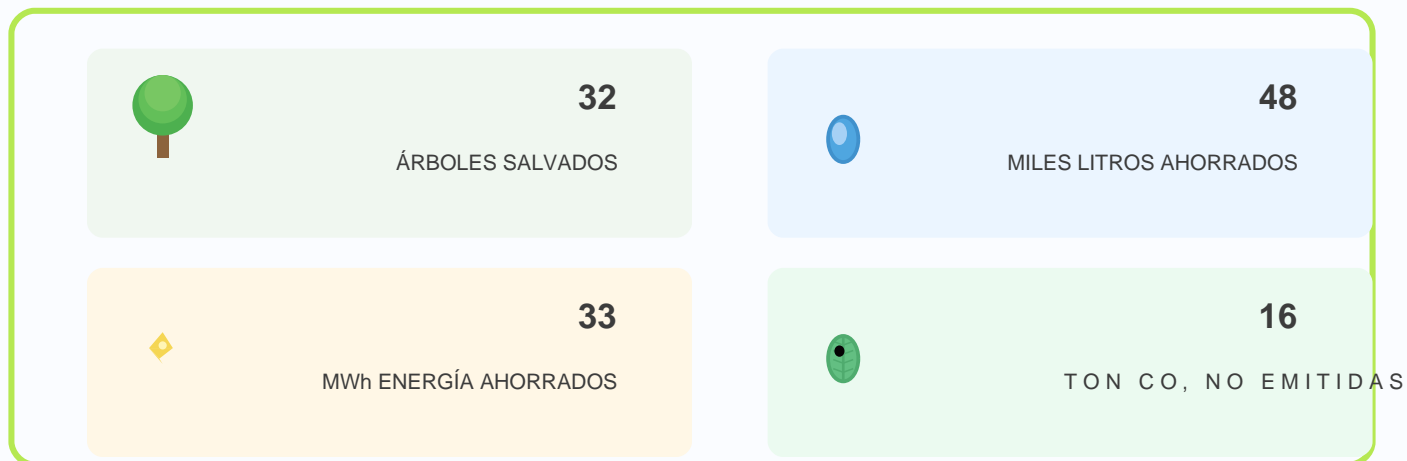 32
ÁRBOLES SALVADOS
48
MILES LITROS AHORRADOS
33
MWh ENERGÍA AHORRADOS
16
TON CO, NO EMITIDAS